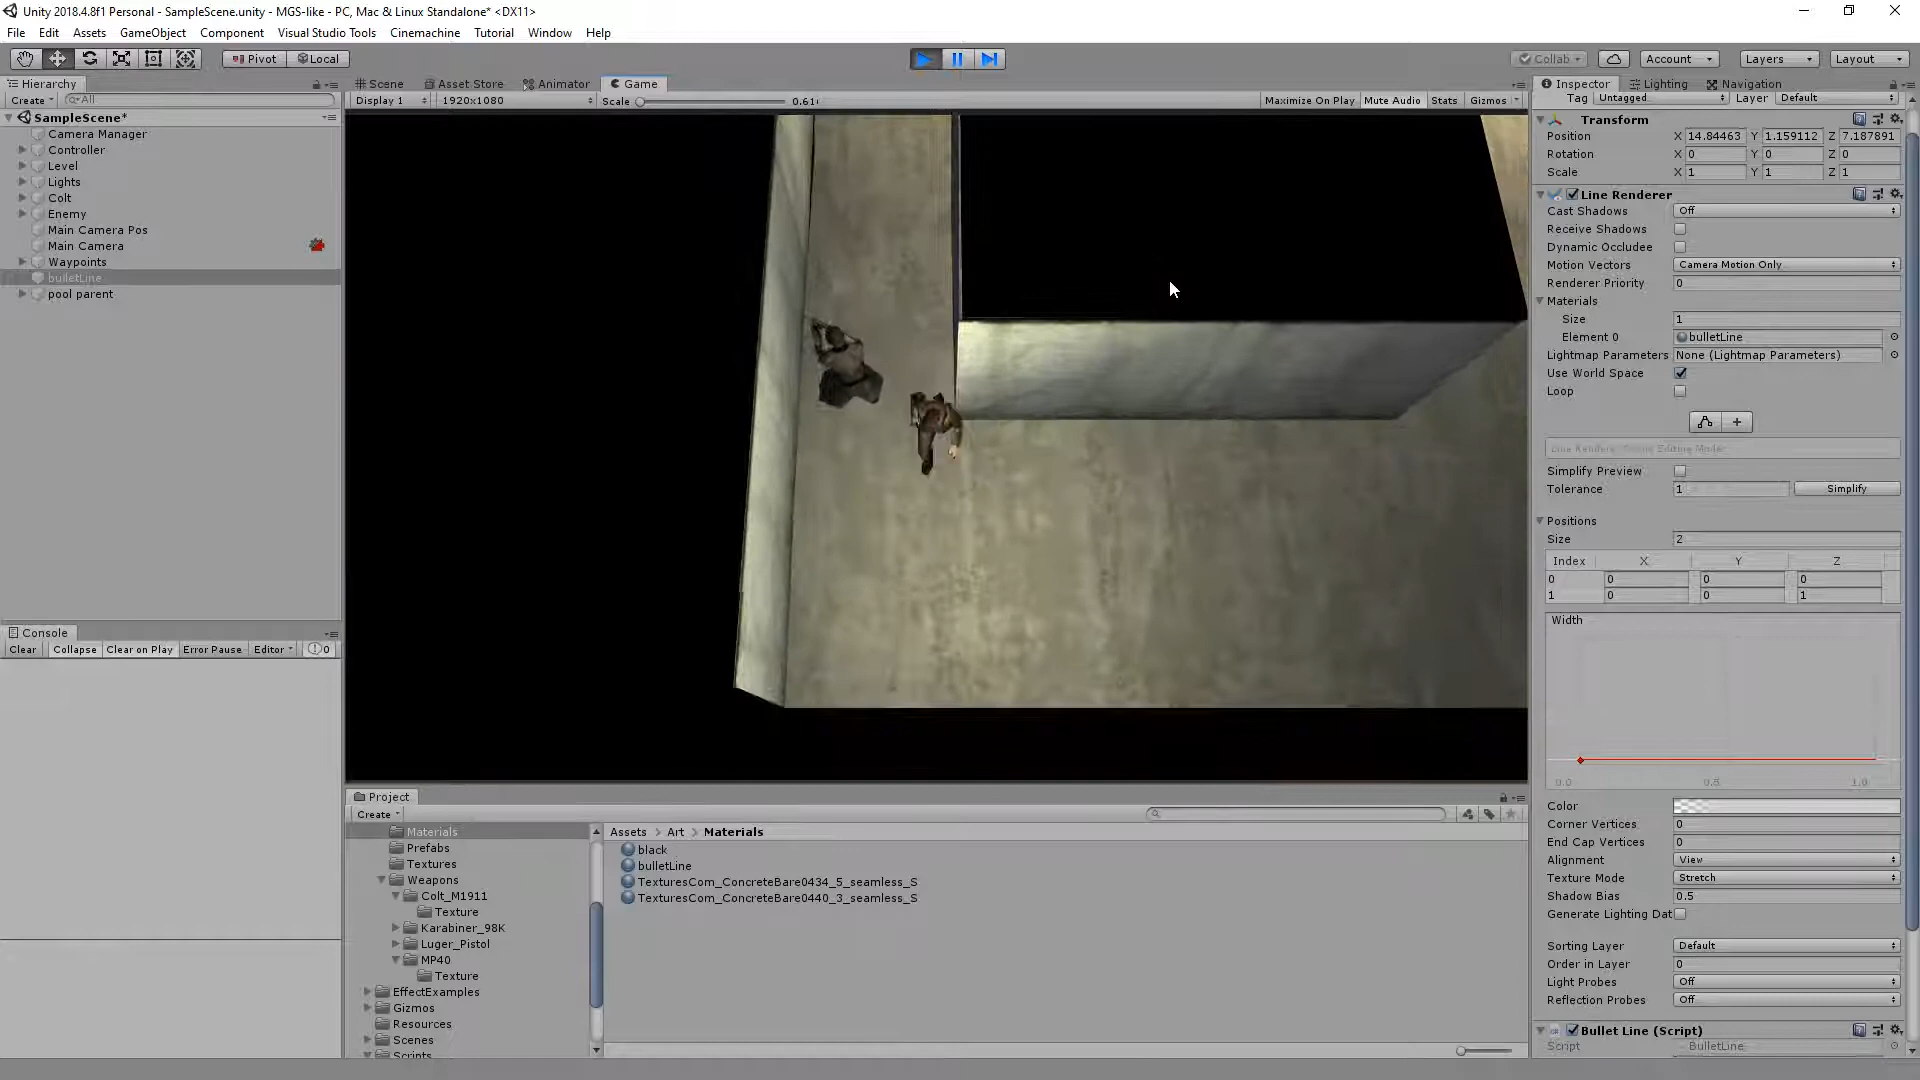 Unity 2018.4.8f1 Personal - SampleScene.unity - MGS-like - PC, Mac & Linux Standalone* <DX11>
File Edit Assets GameObject Component Visual Studio Tools Cinemachine Tutorial Window Help
Pivot Local Collab Account Layers Layout
Hierarchy Scene Asset Store Animator Game Inspector Lighting Navigation
Create All Display 1 1920x1080 Scale 0.61 Maximize On Play Mute Audio Stats Gizmos Tag Untagged Layer Default
SampleScene*
Camera Manager
Controller
Level
Lights
Colt
Enemy
Main Camera Pos
Main Camera
Waypoints
bulletLine
pool parent
Transform
Position X 14.84463 Y 1.159112 Z 7.187891
Rotation X 0 Y 0 Z 0
Scale X 1 Y 1 Z 1
Line Renderer
Cast Shadows Off
Receive Shadows
Dynamic Occludee
Motion Vectors Camera Motion Only
Renderer Priority 0
Materials
Size 1
Element 0 bulletLine
Lightmap Parameters None (Lightmap Parameters)
Use World Space
Loop
Simplify Preview
Tolerance 1 Simplify
Positions
Size 2
Index X Y Z
0 0 0 0
1 0 0 1
Width
0.0 0.5 1.0
Color
Corner Vertices 0
End Cap Vertices 0
Alignment View
Texture Mode Stretch
Shadow Bias 0.5
Generate Lighting Dat
Sorting Layer Default
Order in Layer 0
Light Probes Off
Reflection Probes Off
Bullet Line (Script)
Script BulletLine
Console
Clear Collapse Clear on Play Error Pause Editor 0
Project
Create
Materials
Prefabs
Textures
Weapons
Colt_M1911
Texture
Karabiner_98K
Luger_Pistol
MP40
Texture
EffectExamples
Gizmos
Resources
Scenes
Scripts
Assets > Art > Materials
black
bulletLine
TexturesCom_ConcreteBare0434_5_seamless_S
TexturesCom_ConcreteBare0440_3_seamless_S